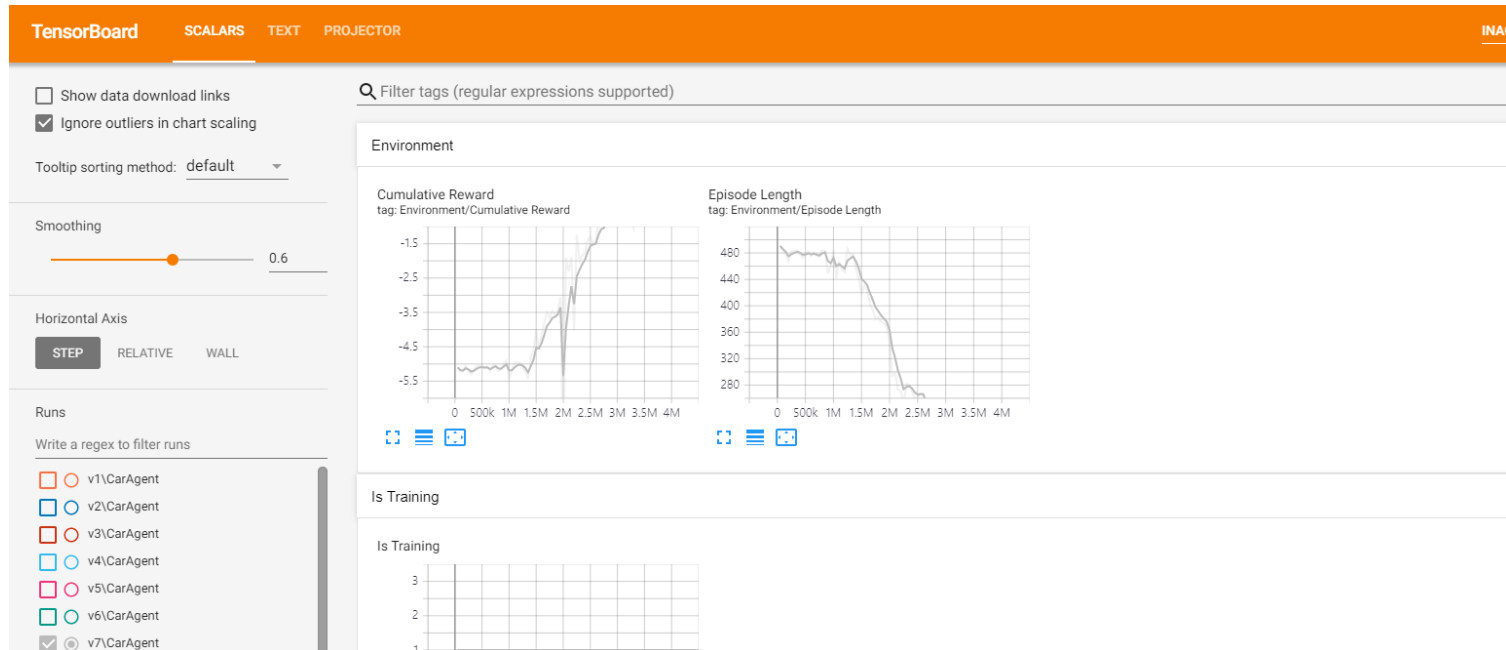 TensorBoard SCALARS TEXT PROJECTOR
Show data download links
Ignore outliers in chart scaling
Tooltip sorting method: default
Smoothing
0.6
Horizontal Axis
STEP RELATIVE WALL
Runs
Write a regex to filter runs
v1\CarAgent
v2\CarAgent
v3\CarAgent
v4\CarAgent
v5\CarAgent
v6\CarAgent
v7\CarAgent
Filter tags (regular expressions supported)
Environment
Cumulative Reward
tag: Environment/Cumulative Reward
-1.5
-2.5
-3.5
-4.5
-5.5
0 500k 1M 1.5M 2M 2.5M 3M 3.5M 4M
Episode Length
tag: Environment/Episode Length
480
440
400
360
320
280
0 500k 1M 1.5M 2M 2.5M 3M 3.5M 4M
Is Training
Is Training
3
2
1